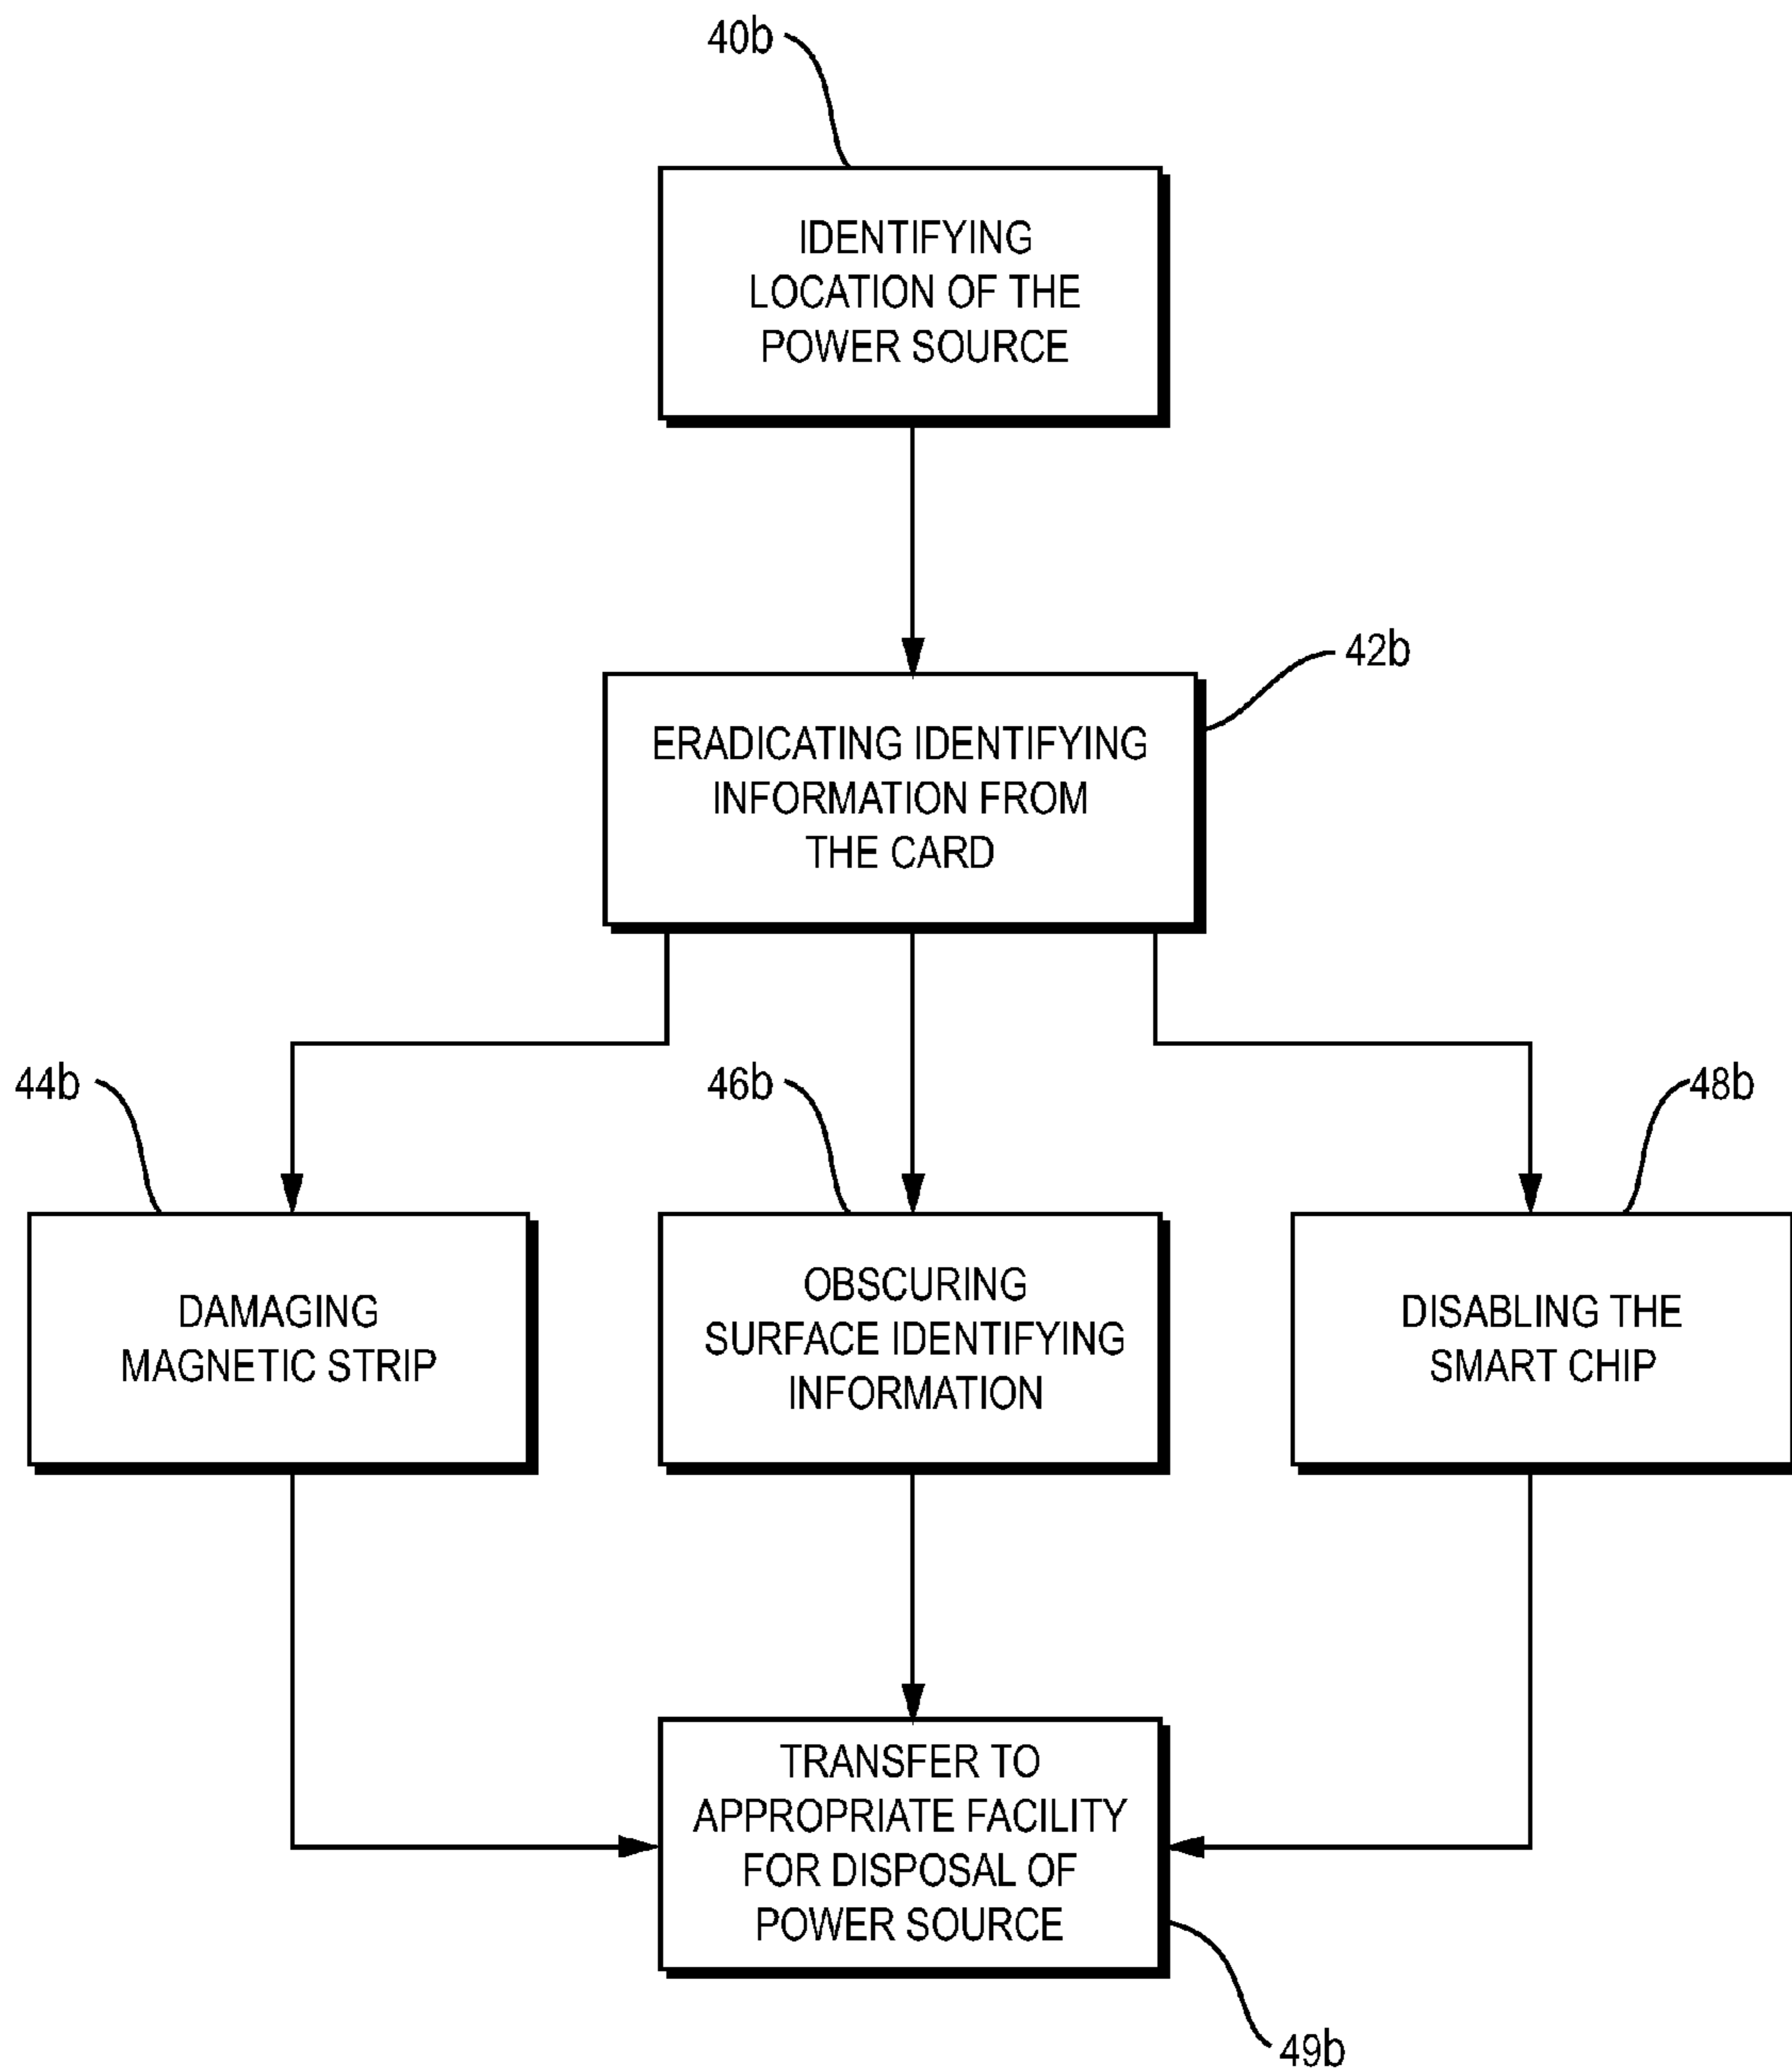 40b
IDENTIFYING
LOCATION OF THE
POWER SOURCE
42b
ERADICATING IDENTIFYING
INFORMATION FROM
THE CARD
44b
46b
48b
DAMAGING
MAGNETIC STRIP
OBSCURING
SURFACE IDENTIFYING
INFORMATION
DISABLING THE
SMART CHIP
TRANSFER TO
APPROPRIATE FACILITY
FOR DISPOSAL OF
POWER SOURCE
49b